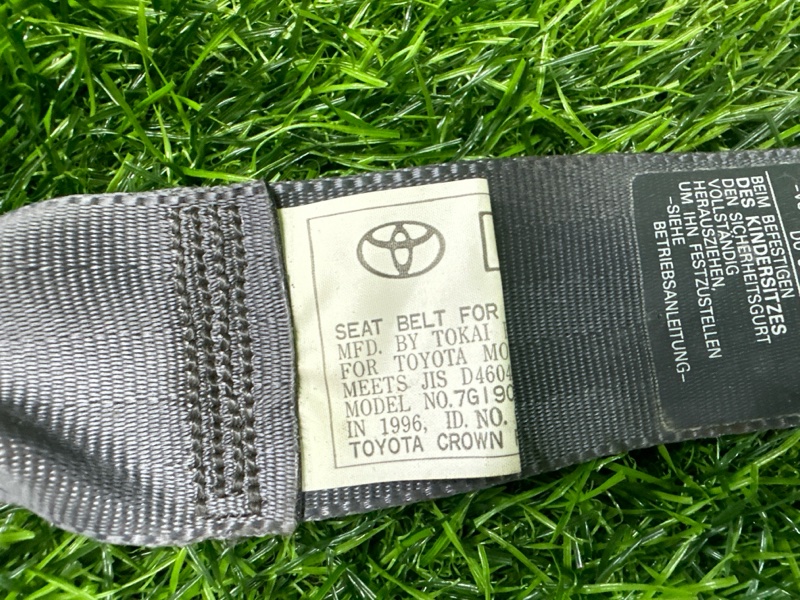 SEAT BELT FOR
MFD. BY TOKAI
FOR TOYOTA MO
MEETS JIS D4604
MODEL NO.7G190
IN 1996, ID. NO.
TOYOTA CROWN
BEIM BEFESTIGEN
DES KINDERSITZES
DEN SICHERHEITSGURT
VOLLSTÄNDIG
HERAUSZIEHEN,
UM IHN FESTZUSTELLEN
–SIEHE
BETRIEBSANLEITUNG–